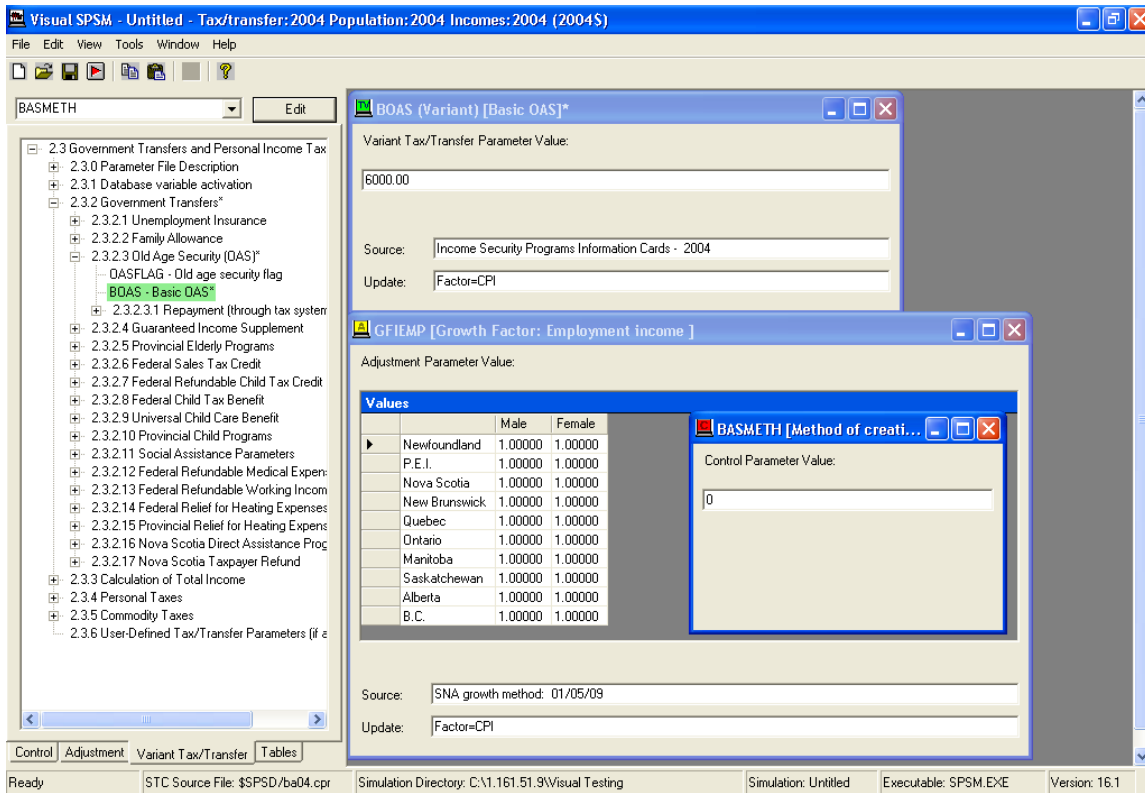 Visual SPSM - Untitled - Tax/transfer:2004 Population:2004 Incomes:2004 (2004$)
File Edit View Tools Window Help
BASMETH
Edit
2.3 Government Transfers and Personal Income Tax
2.3.0 Parameter File Description
2.3.1 Database variable activation
2.3.2 Government Transfers*
2.3.2.1 Unemployment Insurance
2.3.2.2 Family Allowance
2.3.2.3 Old Age Security (OAS)*
OASFLAG - Old age security flag
BOAS - Basic OAS*
2.3.2.3.1 Repayment (through tax system
2.3.2.4 Guaranteed Income Supplement
2.3.2.5 Provincial Elderly Programs
2.3.2.6 Federal Sales Tax Credit
2.3.2.7 Federal Refundable Child Tax Credit
2.3.2.8 Federal Child Tax Benefit
2.3.2.9 Universal Child Care Benefit
2.3.2.10 Provincial Child Programs
2.3.2.11 Social Assistance Parameters
2.3.2.12 Federal Refundable Medical Expen
2.3.2.13 Federal Refundable Working Incom
2.3.2.14 Federal Relief for Heating Expenses
2.3.2.15 Provincial Relief for Heating Expens
2.3.2.16 Nova Scotia Direct Assistance Prog
2.3.2.17 Nova Scotia Taxpayer Refund
2.3.3 Calculation of Total Income
2.3.4 Personal Taxes
2.3.5 Commodity Taxes
2.3.6 User-Defined Tax/Transfer Parameters (if a
Control Adjustment Variant Tax/Transfer Tables
BOAS (Variant) [Basic OAS]*
Variant Tax/Transfer Parameter Value:
6000.00
Source: Income Security Programs Information Cards - 2004
Update: Factor=CPI
GFIEMP [Growth Factor: Employment income ]
Adjustment Parameter Value:
Values
Male Female
Newfoundland 1.00000 1.00000
P.E.I. 1.00000 1.00000
Nova Scotia 1.00000 1.00000
New Brunswick 1.00000 1.00000
Quebec 1.00000 1.00000
Ontario 1.00000 1.00000
Manitoba 1.00000 1.00000
Saskatchewan 1.00000 1.00000
Alberta 1.00000 1.00000
B.C. 1.00000 1.00000
BASMETH [Method of creati...
Control Parameter Value:
0
Source: SNA growth method: 01/05/09
Update: Factor=CPI
Ready STC Source File: $SPSD/ba04.cpr Simulation Directory: C:\1.161.51.9\Visual Testing Simulation: Untitled Executable: SPSM.EXE Version: 16.1